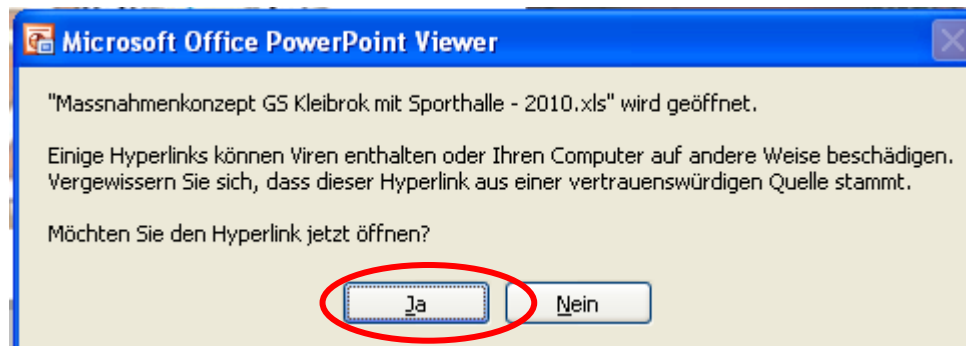 Microsoft Office PowerPoint Viewer
"Massnahmenkonzept GS Kleibrok mit Sporthalle - 2010.xls" wird geöffnet.
Einige Hyperlinks können Viren enthalten oder Ihren Computer auf andere Weise beschädigen.
Vergewissern Sie sich, dass dieser Hyperlink aus einer vertrauenswürdigen Quelle stammt.
Möchten Sie den Hyperlink jetzt öffnen?
Ja Nein